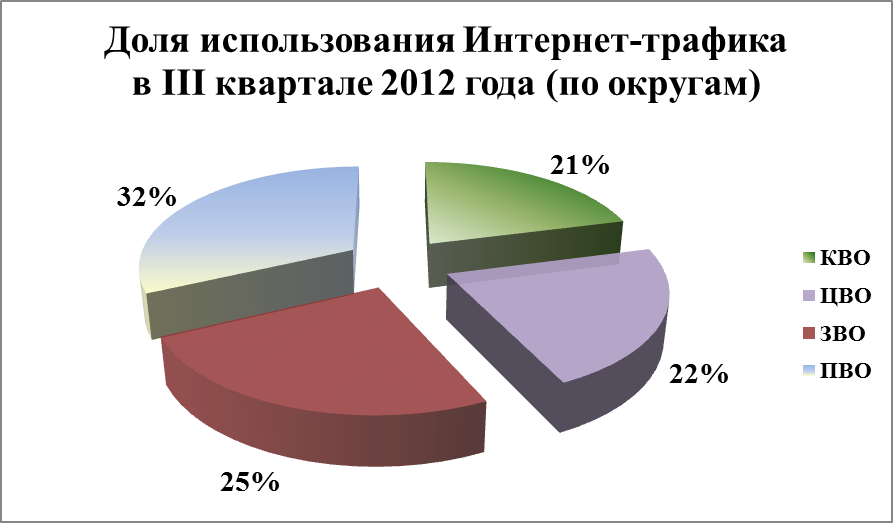 Доля использования Интернет-трафика
в III квартале 2012 года (по округам)
21%
32%
22%
25%
КВО
ЦВО
ЗВО
ПВО